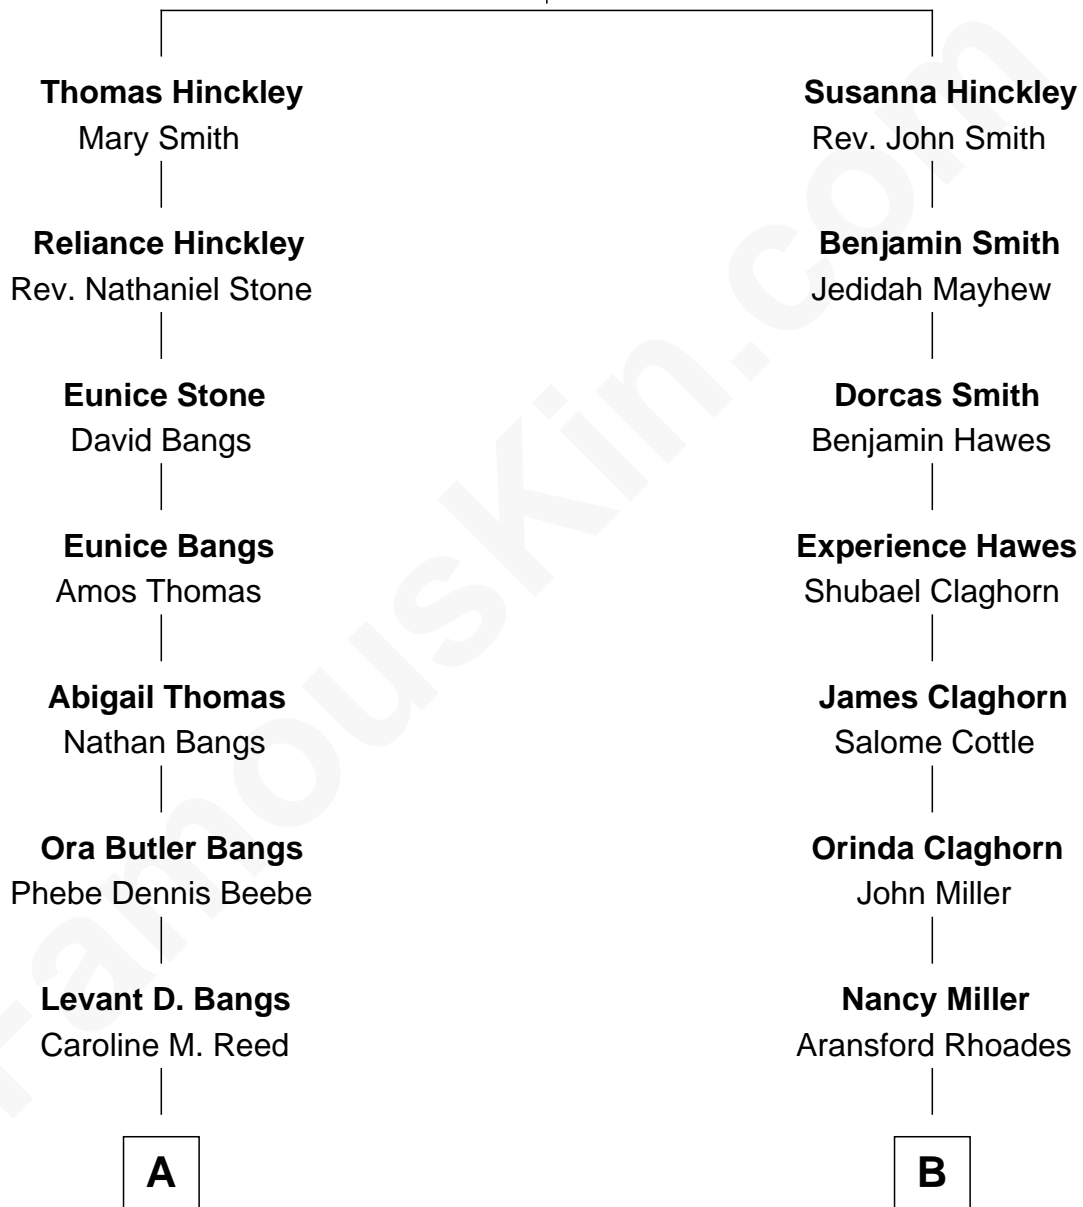 Thomas Hinckley
Mary Smith
Susanna Hinckley
Rev. John Smith
Reliance Hinckley
Rev. Nathaniel Stone
Benjamin Smith
Jedidah Mayhew
Eunice Stone
David Bangs
Dorcas Smith
Benjamin Hawes
Eunice Bangs
Amos Thomas
Experience Hawes
Shubael Claghorn
Abigail Thomas
Nathan Bangs
James Claghorn
Salome Cottle
Ora Butler Bangs
Phebe Dennis Beebe
Orinda Claghorn
John Miller
Levant D. Bangs
Caroline M. Reed
Nancy Miller
Aransford Rhoades
A
B
FamousKin.com